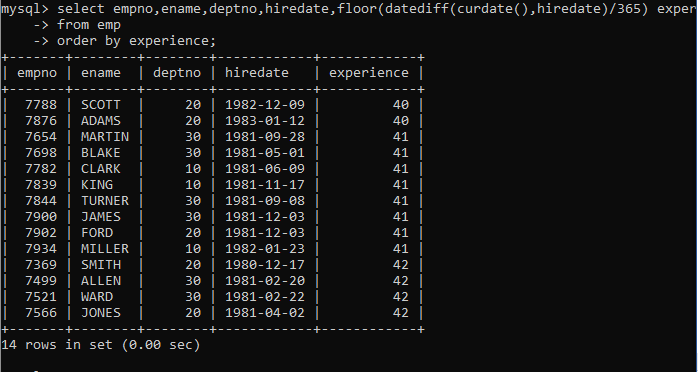 mysql> select empno,ename,deptno,hiredate,floor(datediff(curdate(),hiredate)/365) exper
    -> from emp
    -> order by experience;
+-------+--------+--------+------------+------------+
| empno | ename  | deptno | hiredate   | experience |
+-------+--------+--------+------------+------------+
|  7788 | SCOTT  |     20 | 1982-12-09 |         40 |
|  7876 | ADAMS  |     20 | 1983-01-12 |         40 |
|  7654 | MARTIN |     30 | 1981-09-28 |         41 |
|  7698 | BLAKE  |     30 | 1981-05-01 |         41 |
|  7782 | CLARK  |     10 | 1981-06-09 |         41 |
|  7839 | KING   |     10 | 1981-11-17 |         41 |
|  7844 | TURNER |     30 | 1981-09-08 |         41 |
|  7900 | JAMES  |     30 | 1981-12-03 |         41 |
|  7902 | FORD   |     20 | 1981-12-03 |         41 |
|  7934 | MILLER |     10 | 1982-01-23 |         41 |
|  7369 | SMITH  |     20 | 1980-12-17 |         42 |
|  7499 | ALLEN  |     30 | 1981-02-20 |         42 |
|  7521 | WARD   |     30 | 1981-02-22 |         42 |
|  7566 | JONES  |     20 | 1981-04-02 |         42 |
+-------+--------+--------+------------+------------+
14 rows in set (0.00 sec)